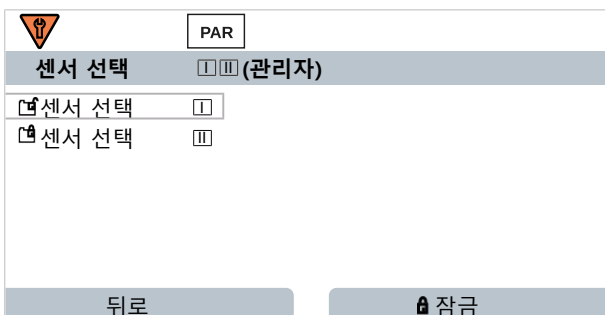 PAR
센서 선택 I II (관리자)
센서 선택 I
센서 선택 II
뒤로
잠금